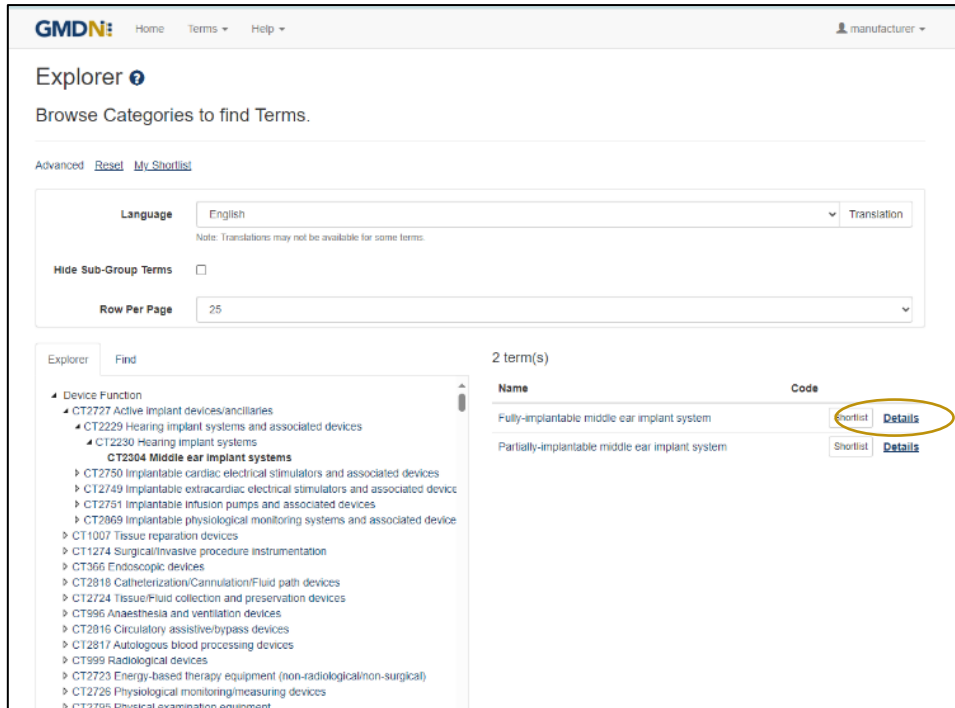 GMDN Home Terms Help manufacturer
Explorer ?
Browse Categories to find Terms.
Advanced Reset My Shortlist
Language English Translation
Note: Translations may not be available for some terms.
Hide Sub-Group Terms
Row Per Page 25
Explorer Find
Device Function
CT2727 Active implant devices/ancillaries
CT2229 Hearing implant systems and associated devices
CT2230 Hearing implant systems
CT2304 Middle ear implant systems
CT2750 Implantable cardiac electrical stimulators and associated devices
CT2749 Implantable extracardiac electrical stimulators and associated device
CT2751 Implantable infusion pumps and associated devices
CT2869 Implantable physiological monitoring systems and associated device
CT1007 Tissue reparation devices
CT1274 Surgical/Invasive procedure instrumentation
CT366 Endoscopic devices
CT2818 Catheterization/Cannulation/Fluid path devices
CT2724 Tissue/Fluid collection and preservation devices
CT996 Anaesthesia and ventilation devices
CT2816 Circulatory assistive/bypass devices
CT2817 Autologous blood processing devices
CT999 Radiological devices
CT2723 Energy-based therapy equipment (non-radiological/non-surgical)
CT2726 Physiological monitoring/measuring devices
CT2795 Physical examination equipment
2 term(s)
Name Code
Fully-implantable middle ear implant system Shortlist Details
Partially-implantable middle ear implant system Shortlist Details